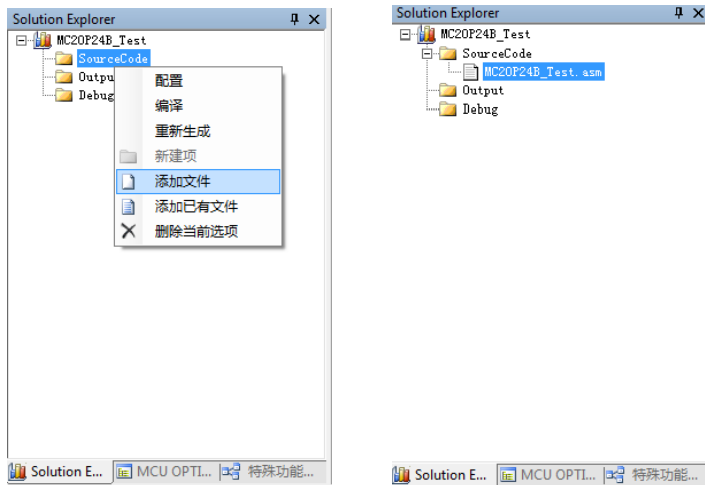 Solution Explorer
MC20P24B_Test
SourceCode
Outpu
Debug
配置
编译
重新生成
新建项
添加文件
添加已有文件
删除当前选项
Solution E...
MCU OPTI...
特殊功能...
Solution Explorer
MC20P24B_Test
SourceCode
MC20P24B_Test.asm
Output
Debug
Solution E...
MCU OPTI...
特殊功能...